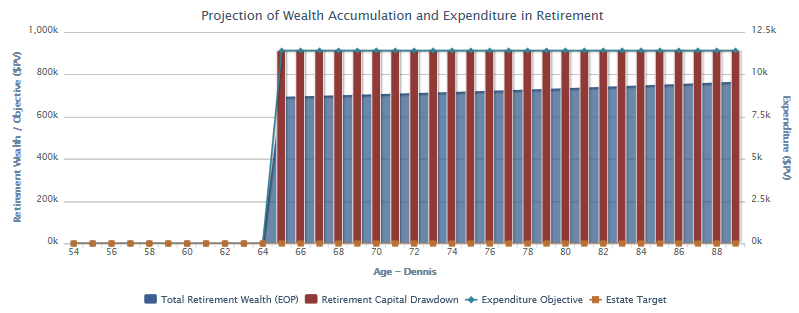 Projection of Wealth Accumulation and Expenditure in Retirement
1,000k
800k
600k
400k
200k
0k
Retirement Wealth / Objective ($PV)
12.5k
10k
7.5k
5k
2.5k
0k
Expenditure ($PV)
54 56 58 60 62 64 66 68 70 72 74 76 78 80 82 84 86 88
Age – Dennis
Total Retirement Wealth (EOP) Retirement Capital Drawdown Expenditure Objective Estate Target